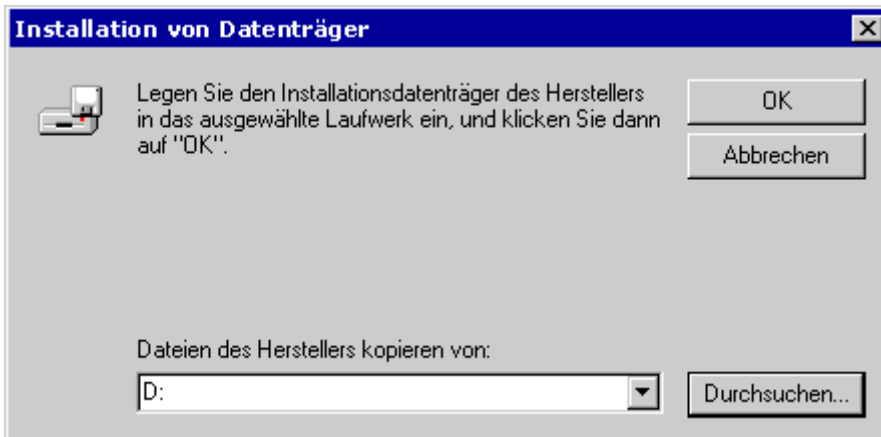 Installation von Datenträger
Legen Sie den Installationsdatenträger des Herstellers
in das ausgewählte Laufwerk ein, und klicken Sie dann
auf "OK".
OK
Abbrechen
Dateien des Herstellers kopieren von:
D:
Durchsuchen...